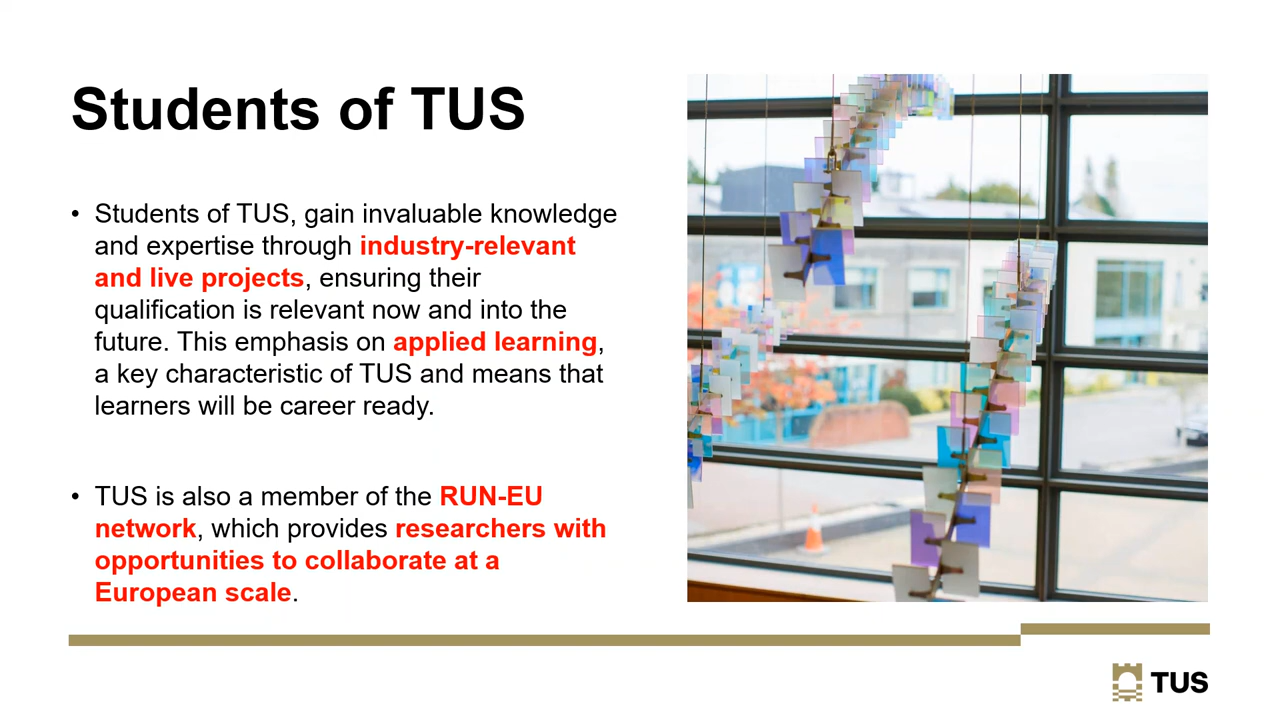 Students of TUS
• Students of TUS, gain invaluable knowledge
and expertise through industry-relevant
and live projects, ensuring their
qualification is relevant now and into the
future. This emphasis on applied learning,
a key characteristic of TUS and means that
learners will be career ready.
• TUS is also a member of the RUN-EU
network, which provides researchers with
opportunities to collaborate at a
European scale.
TUS